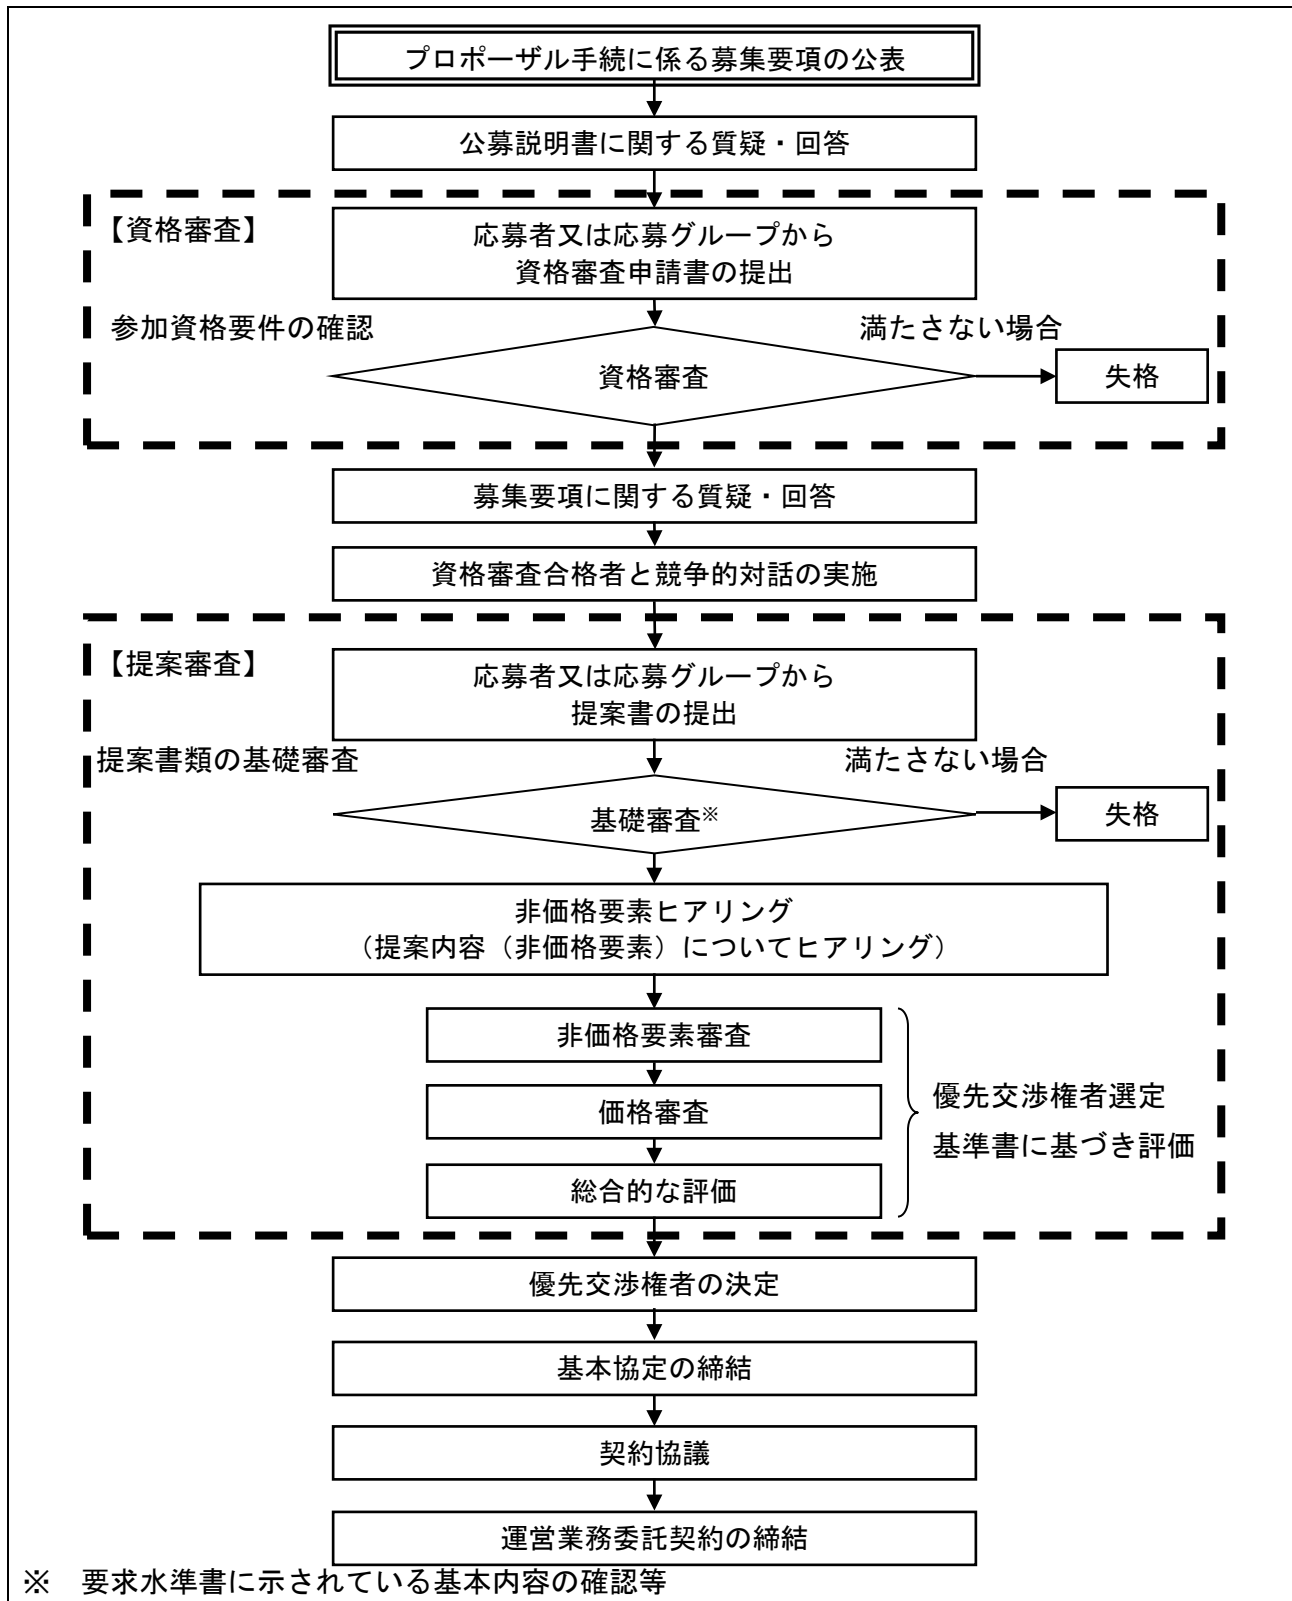 プロポーザル手続に係る募集要項の公表
公募説明書に関する質疑・回答
【資格審査】
応募者又は応募グループから
資格審査申請書の提出
参加資格要件の確認
満たさない場合
資格審査
失格
募集要項に関する質疑・回答
資格審査合格者と競争的対話の実施
【提案審査】
応募者又は応募グループから
提案書の提出
提案書類の基礎審査
満たさない場合
基礎審査※
失格
非価格要素ヒアリング
（提案内容（非価格要素）についてヒアリング）
非価格要素審査
価格審査
総合的な評価
優先交渉権者選定
基準書に基づき評価
優先交渉権者の決定
基本協定の締結
契約協議
運営業務委託契約の締結
※　要求水準書に示されている基本内容の確認等